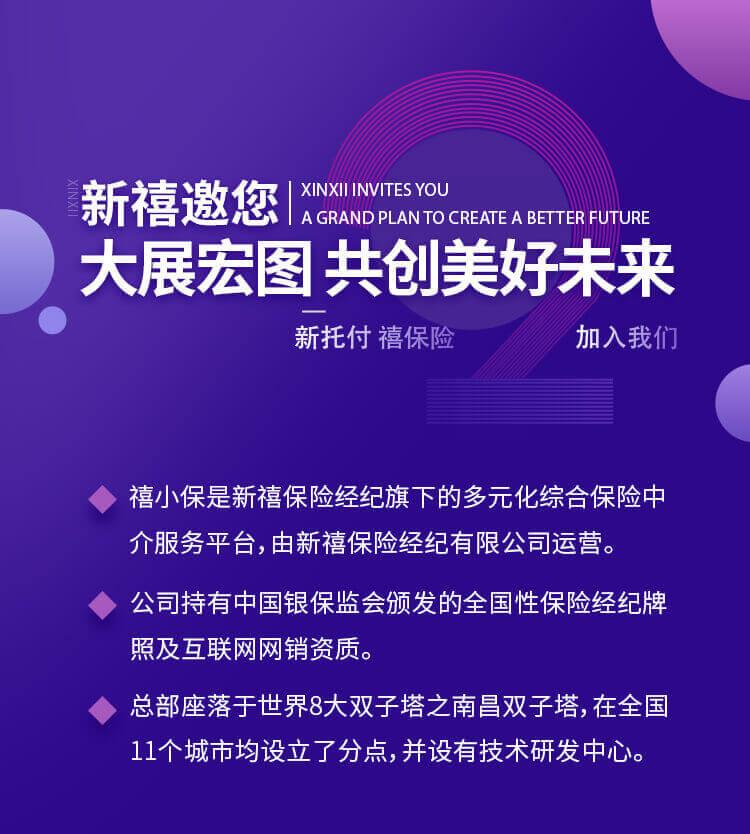 XINXII
新禧邀您
XINXII INVITES YOU
A GRAND PLAN TO CREATE A BETTER FUTURE
大展宏图 共创美好未来
新托付 禧保险
加入我们
禧小保是新禧保险经纪旗下的多元化综合保险中
介服务平台,由新禧保险经纪有限公司运营。
公司持有中国银保监会颁发的全国性保险经纪牌
照及互联网网销资质。
总部座落于世界8大双子塔之南昌双子塔,在全国
11个城市均设立了分点,并设有技术研发中心。